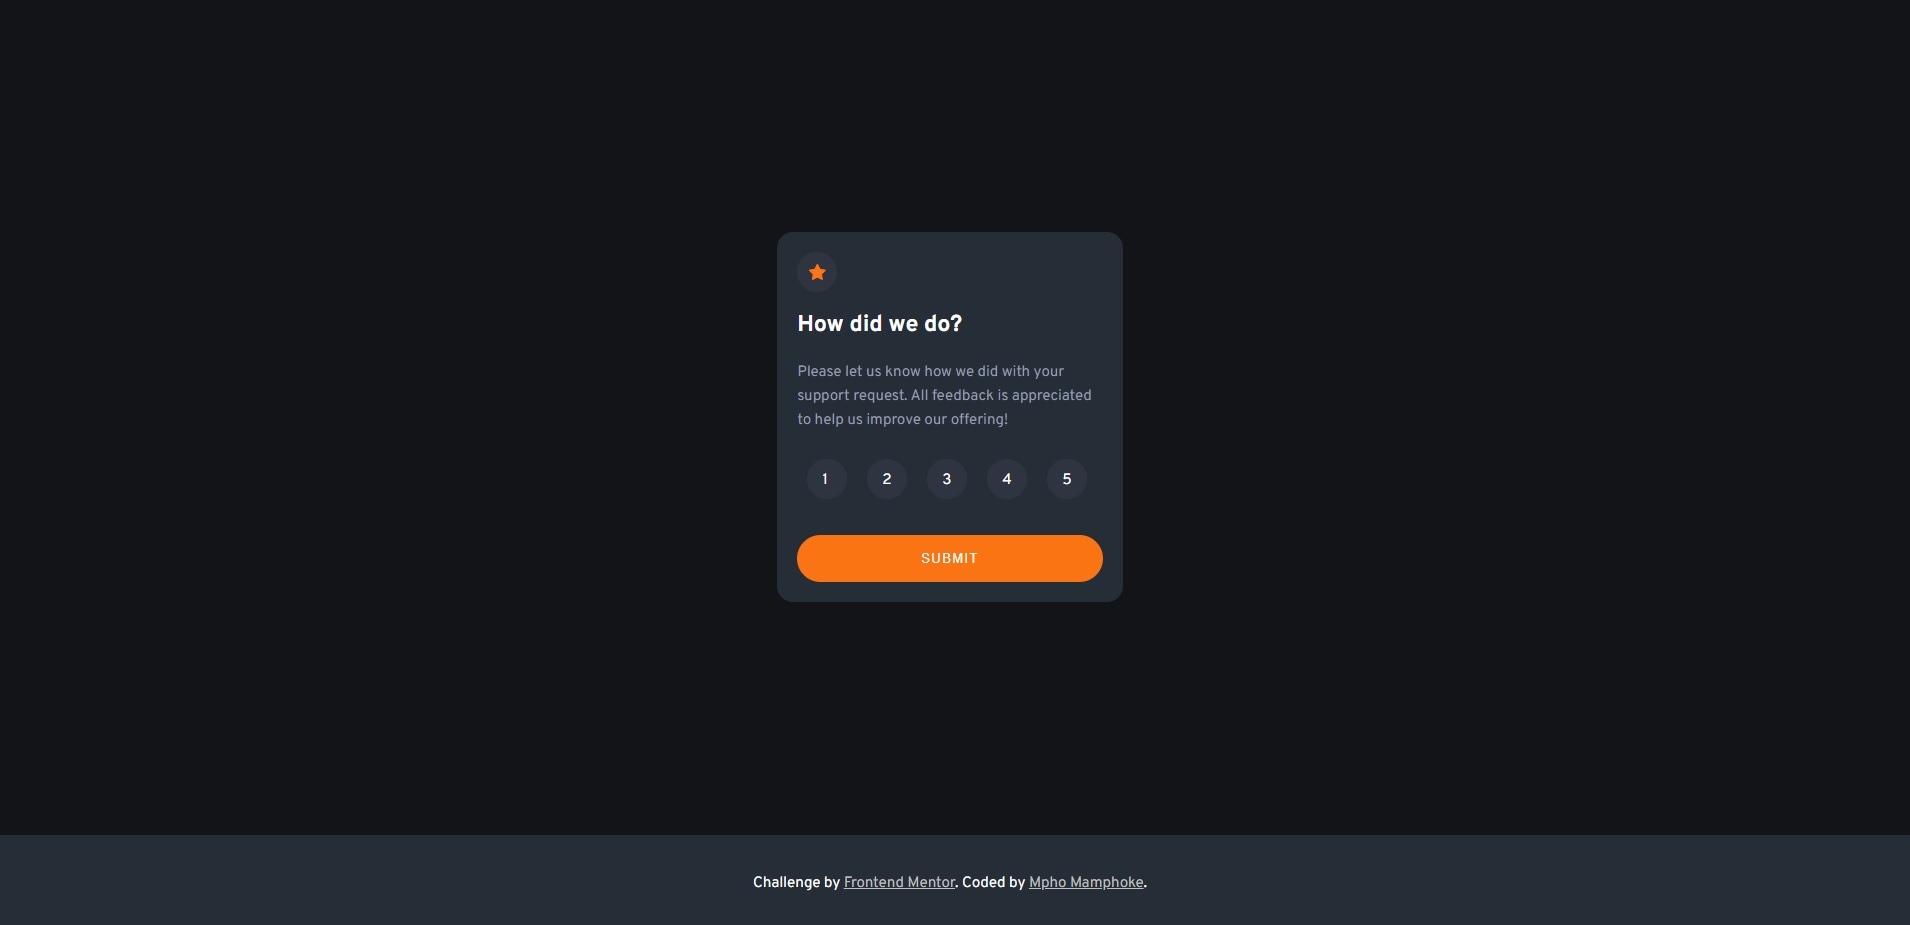 How did we do?
Please let us know how we did with your
support request. All feedback is appreciated
to help us improve our offering!
1 2 3 4 5
SUBMIT
Challenge by Frontend Mentor. Coded by Mpho Mamphoke.